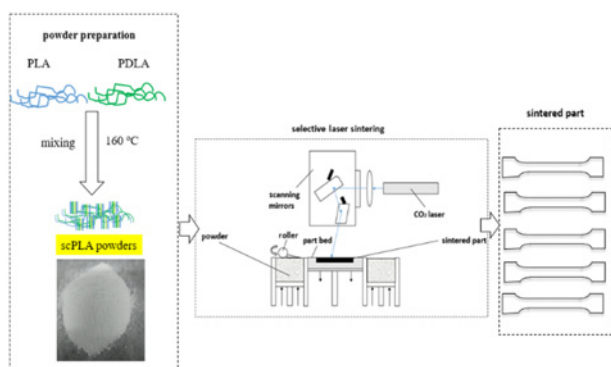 powder preparation
PLA PDLA
mixing 160 °C
scPLA powders
selective laser sintering
scanning
mirrors
CO₂ laser
roller
powder
part bed
sintered part
sintered part